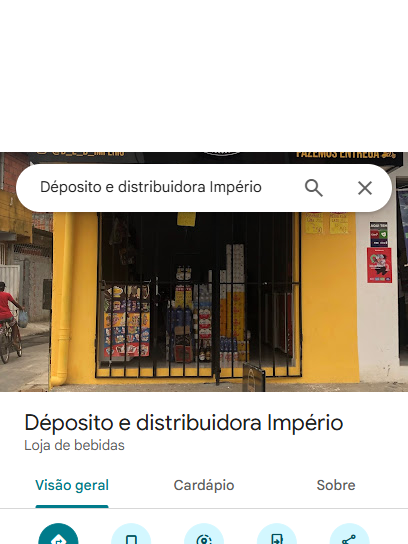 FAZEMOS ENTREGA
Déposito e distribuidora Império
Déposito e distribuidora Império
Loja de bebidas
Visão geral
Cardápio
Sobre